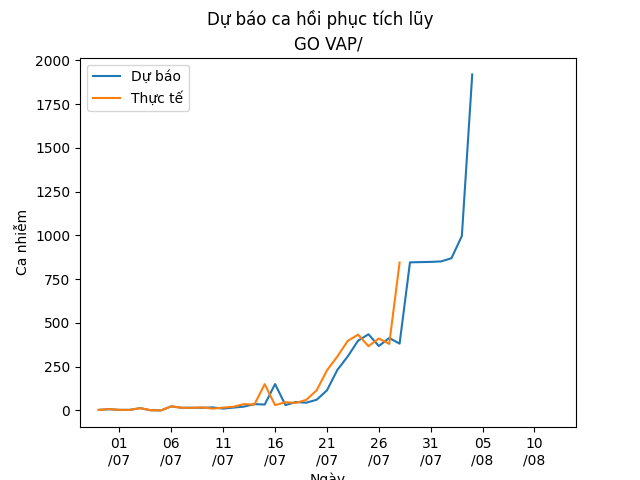 Dự báo ca hồi phục tích lũy
GO VAP/
Dự báo
Thực tế
Ca nhiễm
2000
1750
1500
1250
1000
750
500
250
0
01 06 11 16 21 26 31 05 10
/07 /07 /07 /07 /07 /07 /07 /08 /08
Ngày